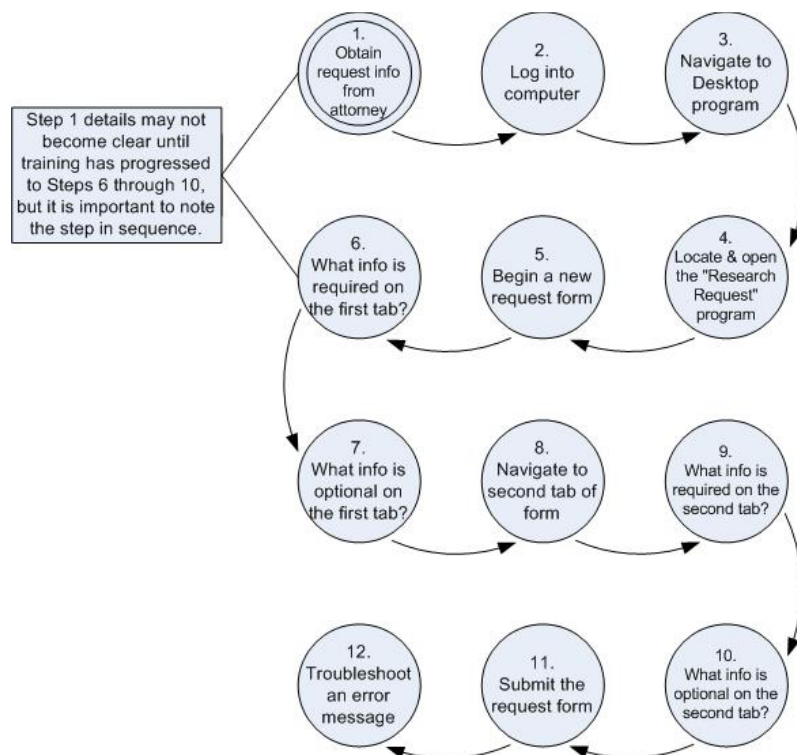 1.
Obtain
request info
from
attorney
2.
Log into
computer
3.
Navigate to
Desktop
program
Step 1 details may not
become clear until
training has progressed
to Steps 6 through 10,
but it is important to note
the step in sequence.
4.
Locate & open
the "Research
Request"
program
5.
Begin a new
request form
6.
What info is
required on
the first tab?
7.
What info is
optional on
the first tab?
8.
Navigate to
second tab of
form
9.
What info is
required on the
second tab?
10.
What info is
optional on the
second tab?
11.
Submit the
request form
12.
Troubleshoot
an error
message